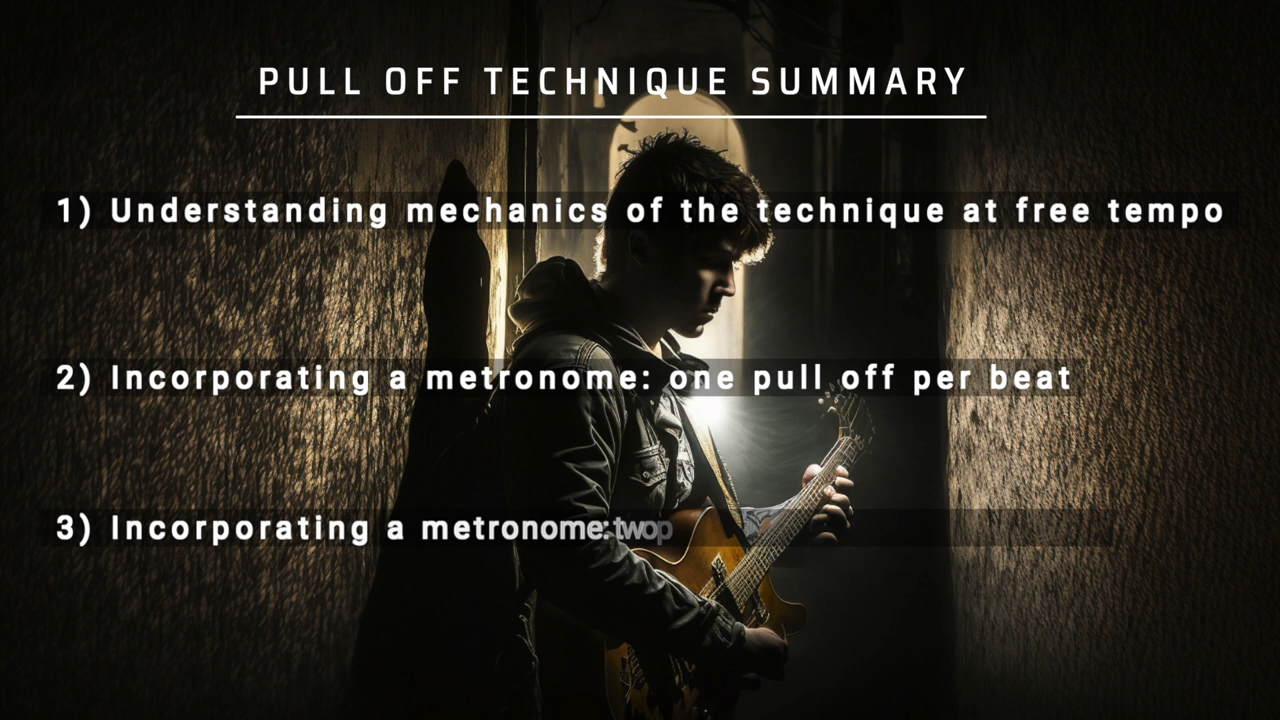 PULL OFF TECHNIQUE SUMMARY
1) Understanding mechanics of the technique at free tempo
2) Incorporating a metronome: one pull off per beat
3) Incorporating a metronome: two p